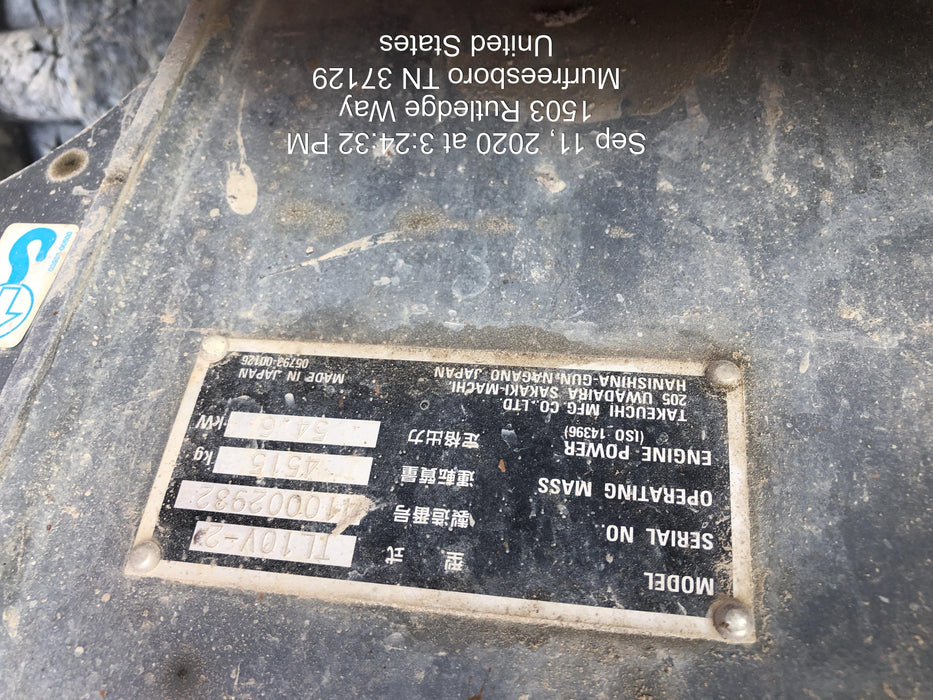 MODEL 型 式 TL10V-2
SERIAL NO. 製造番号 410002932
OPERATING MASS 運転質量 4515 kg
ENGINE POWER 定格出力 54.6 kW
(ISO 14396)
TAKEUCHI MFG CO.,LTD.
205 UWADAIRA SAKAKI-MACHI,
HANISHINA-GUN,NAGANO JAPAN
MADE IN JAPAN
05793-00126
Sep 11, 2020 at 3:24:32 PM
1503 Rutledge Way
Murfreesboro TN 37129
United States